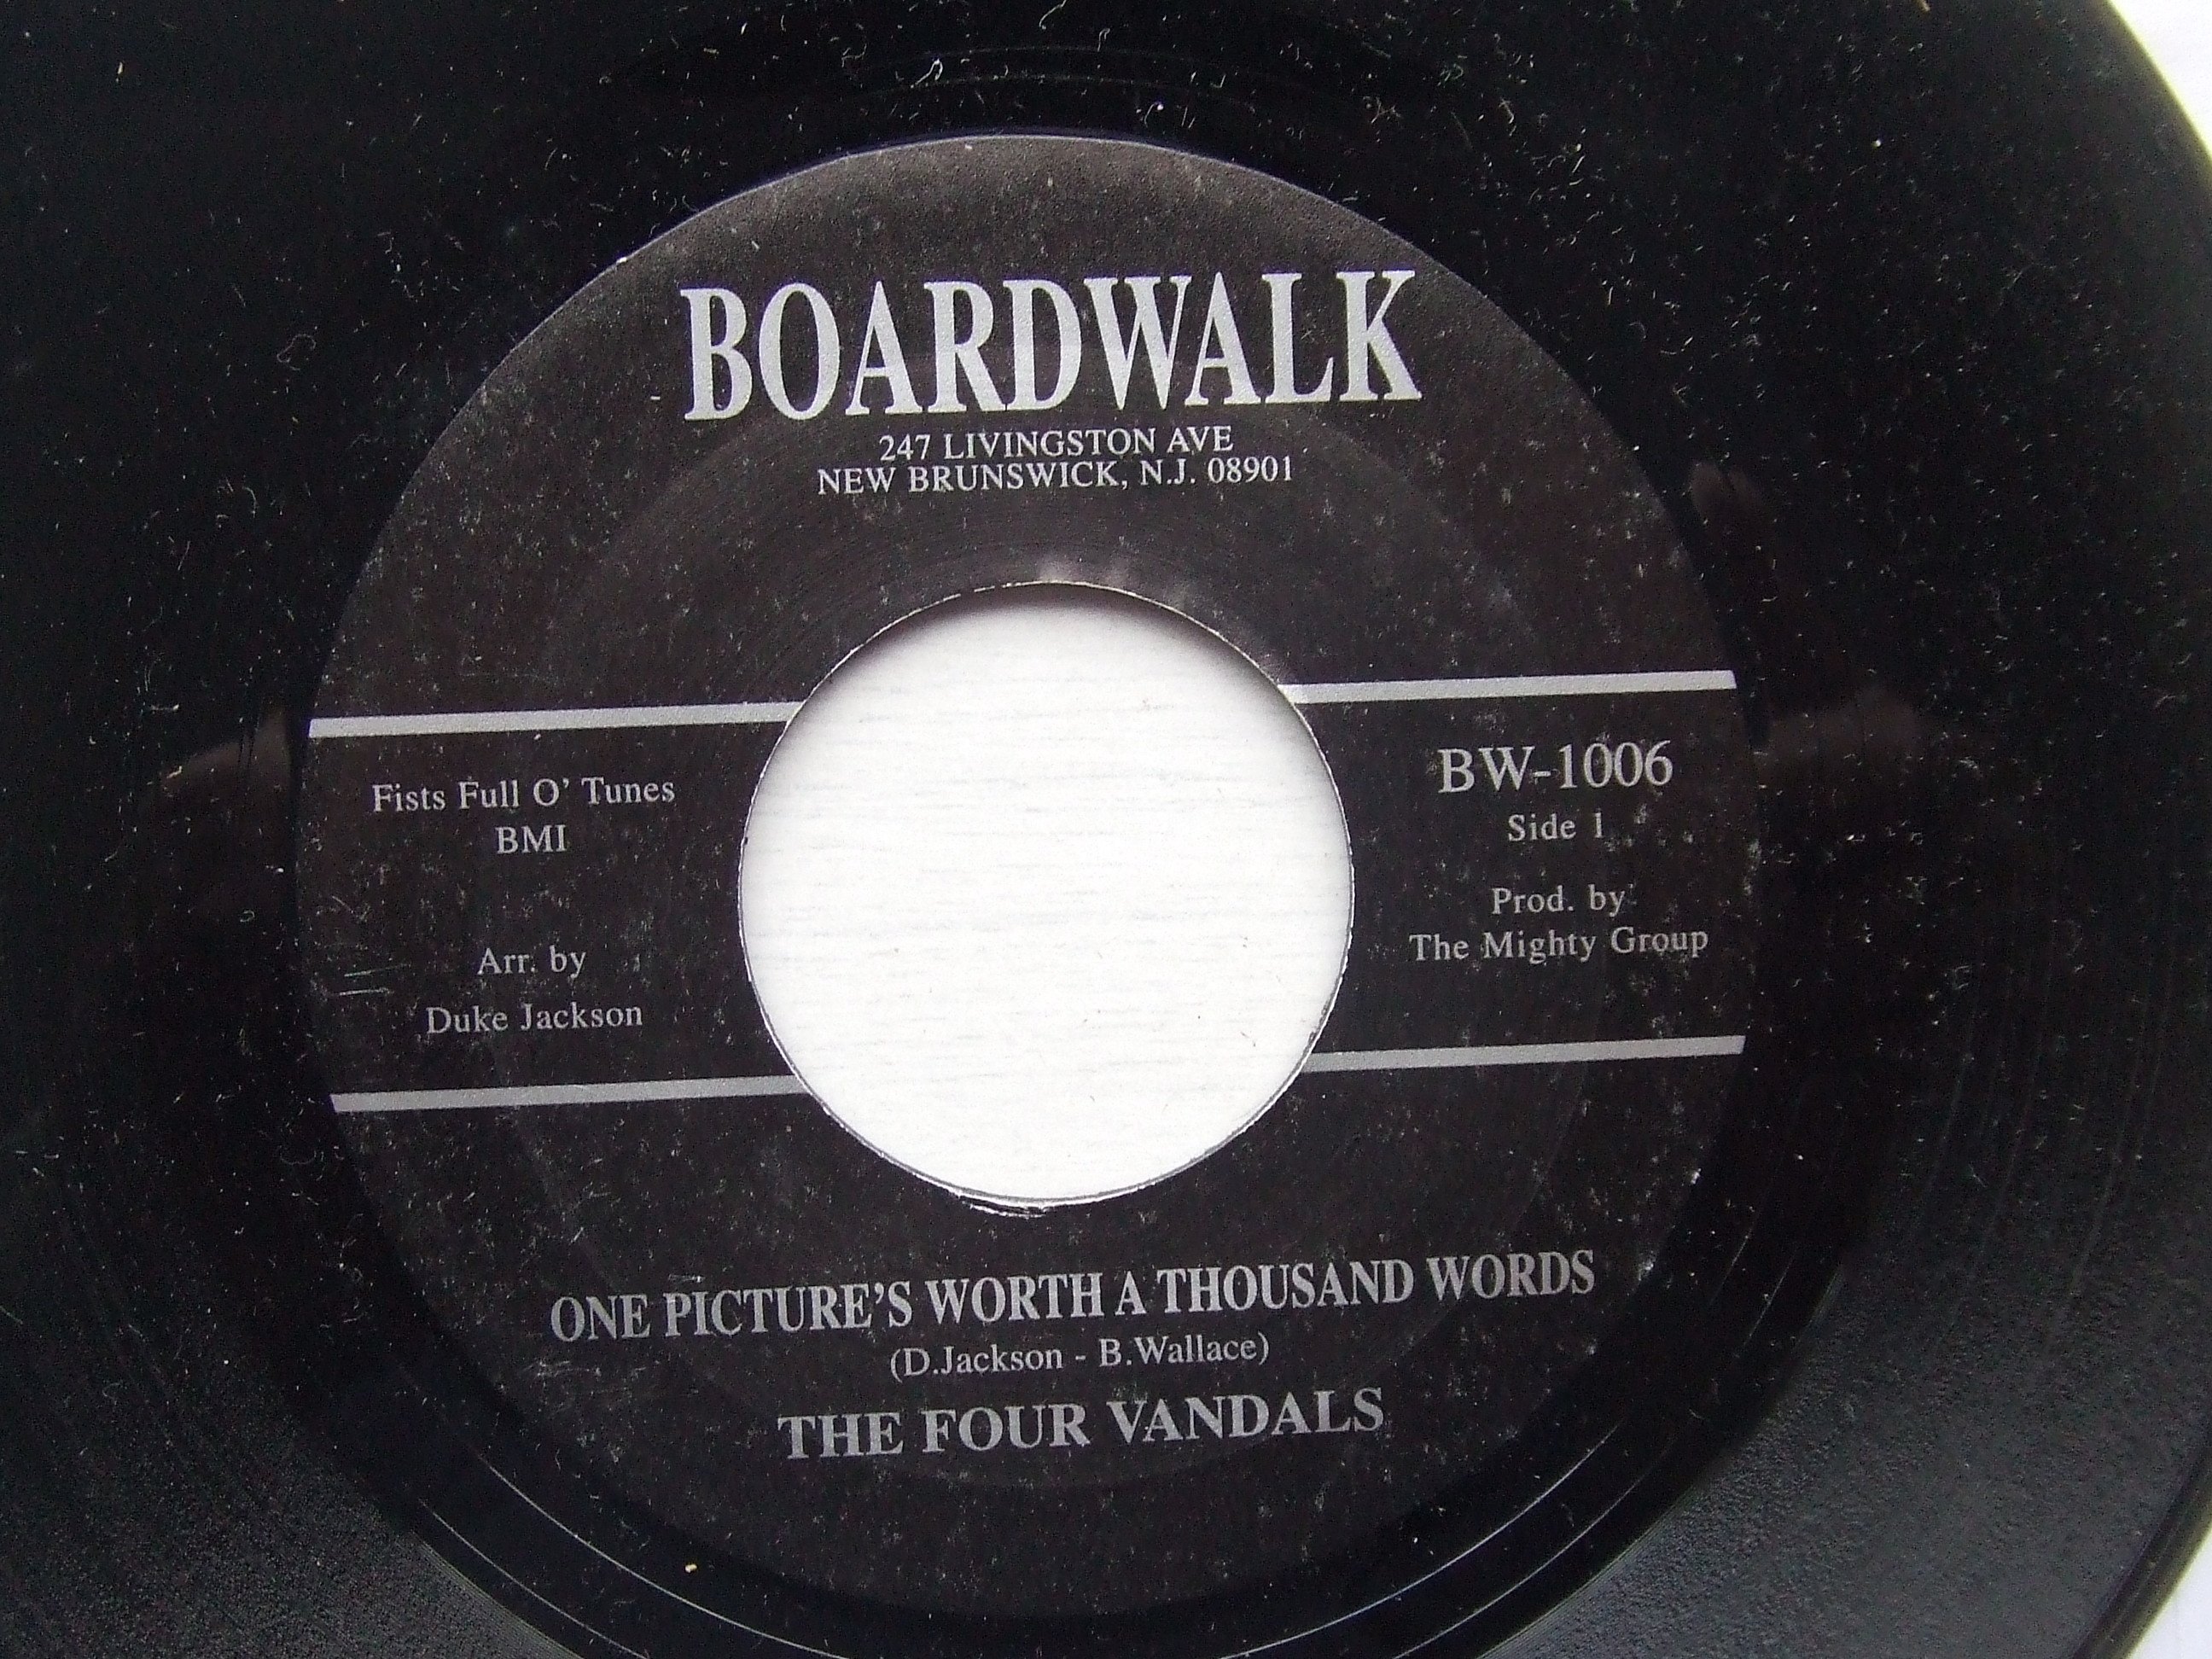 BOARDWALK
247 LIVINGSTON AVE
NEW BRUNSWICK, N.J. 08901
Fists Full O' Tunes
BMI
Arr. by
Duke Jackson
BW-1006
Side 1
Prod. by
The Mighty Group
ONE PICTURE'S WORTH A THOUSAND WORDS
(D.Jackson - B.Wallace)
THE FOUR VANDALS